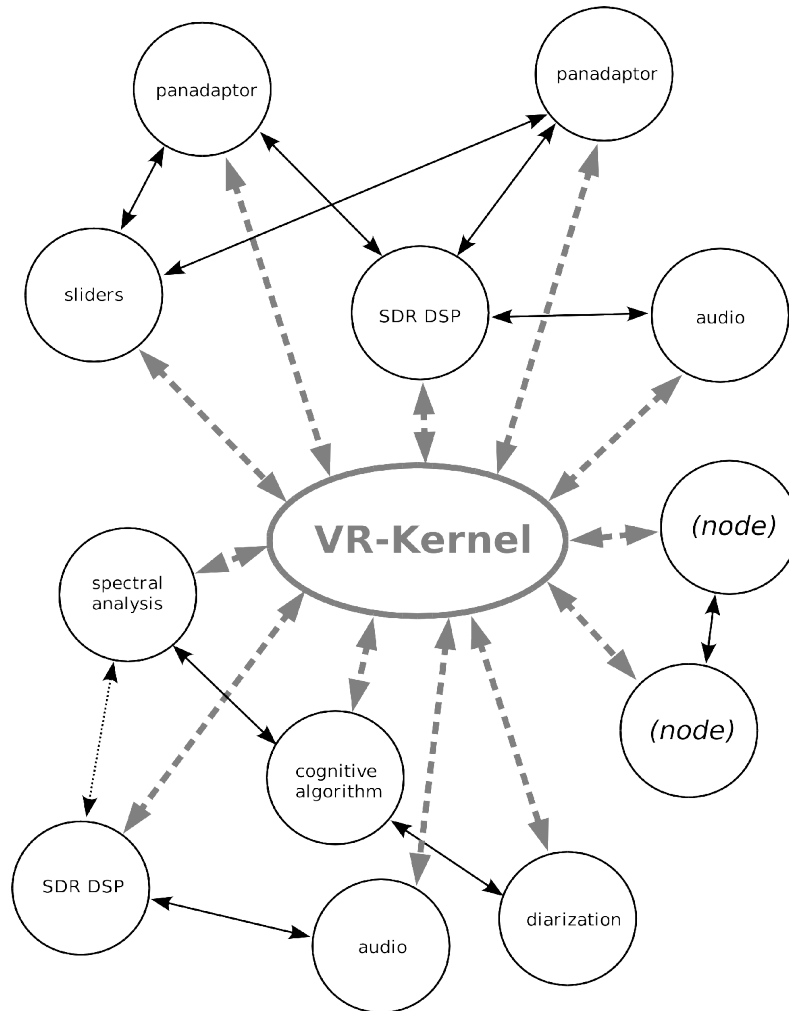 panadaptor
panadaptor
sliders
SDR DSP
audio
VR-Kernel
(node)
spectral
analysis
(node)
cognitive
algorithm
SDR DSP
audio
diarization